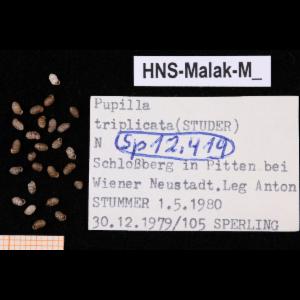 HNS-Malak-M_
Pupilla
triplicata(STUDER)
N Sp12.419
Schloßberg in Pitten bei
Wiener Neustadt.Leg Anton
STUMMER 1.5.1980
30.12.1979/105 SPERLING